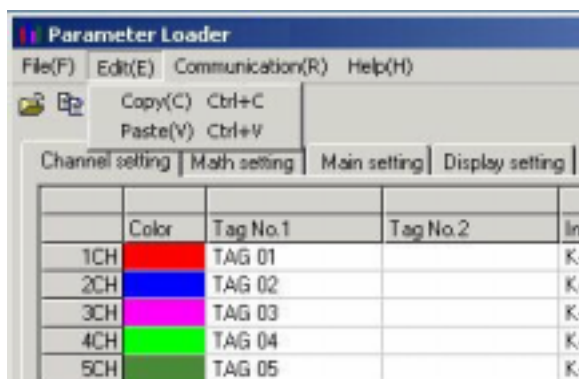 Parameter Loader
File(F) Edit(E) Communication(R) Help(H)
Copy(C) Ctrl+C
Paste(V) Ctrl+V
Channel setting Math setting Main setting Display setting
Color Tag No.1 Tag No.2
1CH TAG 01
2CH TAG 02
3CH TAG 03
4CH TAG 04
5CH TAG 05